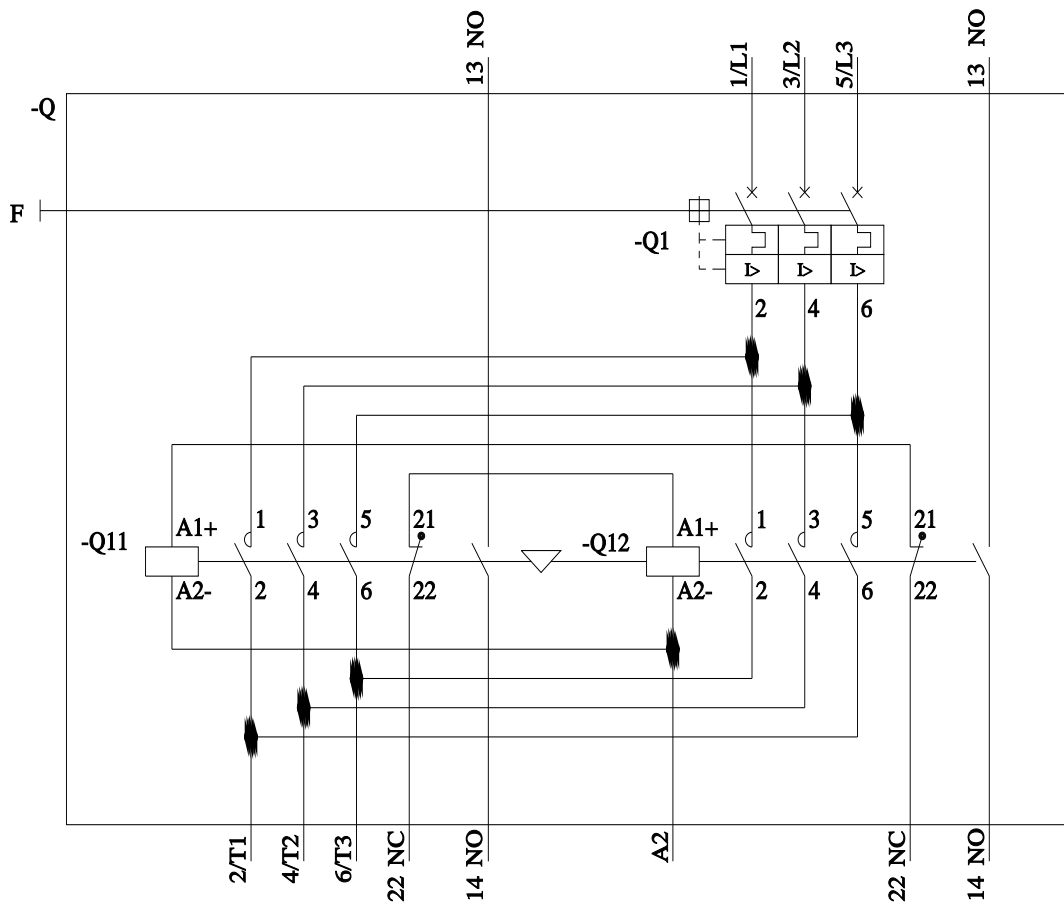 13 NO
1/L1
3/L2
5/L3
13 NO
-Q
F
-Q1
I> I> I>
2 4 6
-Q11
A1+ 1 3 5 21
A2- 2 4 6 22
-Q12
A1+ 1 3 5 21
A2- 2 4 6 22
2/T1
4/T2
6/T3
22 NC
14 NO
A2
22 NC
14 NO